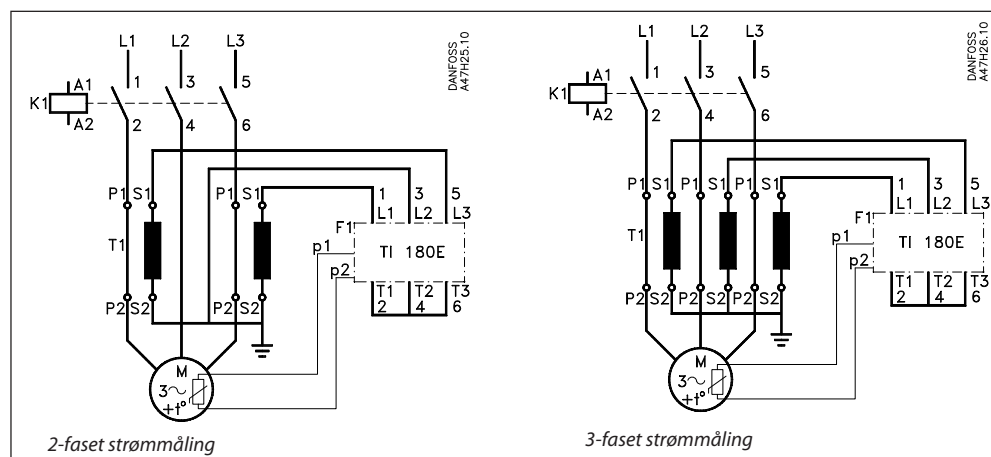 L1 L2 L3
DANFOSS
A47H25.10
1 3 5
K1 A1
A2
2 4 6
P1 S1 P1 S1 1 3 5
L1 L2 L3
F1
T1 p1 TI 180E
p2
P2 S2 P2 S2 T1 T2 T3
2 4 6
M
3~
+t°
2-faset strømmåling
L1 L2 L3
DANFOSS
A47H26.10
1 3 5
K1 A1
A2
2 4 6
P1 S1 P1 S1 P1 S1 1 3 5
L1 L2 L3
F1
T1 p1 TI 180E
p2
P2 S2 P2 S2 P2 S2 T1 T2 T3
2 4 6
M
3~
+t°
3-faset strømmåling